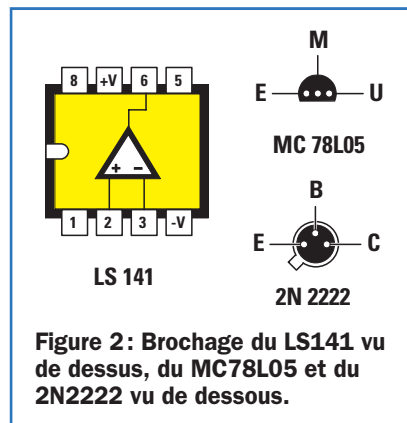 8 +V 6 5
+ −
1 2 3 -V
LS 141
M
E U
MC 78L05
B
E C
2N 2222
Figure 2: Brochage du LS141 vu
de dessus, du MC78L05 et du
2N2222 vu de dessous.